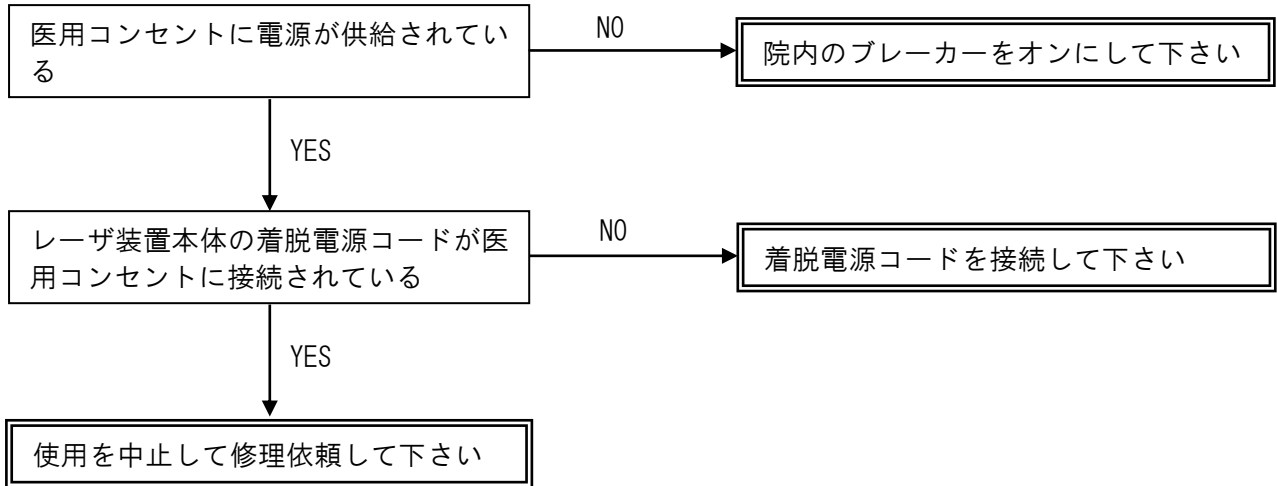 医用コンセントに電源が供給されてい
る
NO
院内のブレーカーをオンにして下さい
YES
レーザ装置本体の着脱電源コードが医
用コンセントに接続されている
NO
着脱電源コードを接続して下さい
YES
使用を中止して修理依頼して下さい